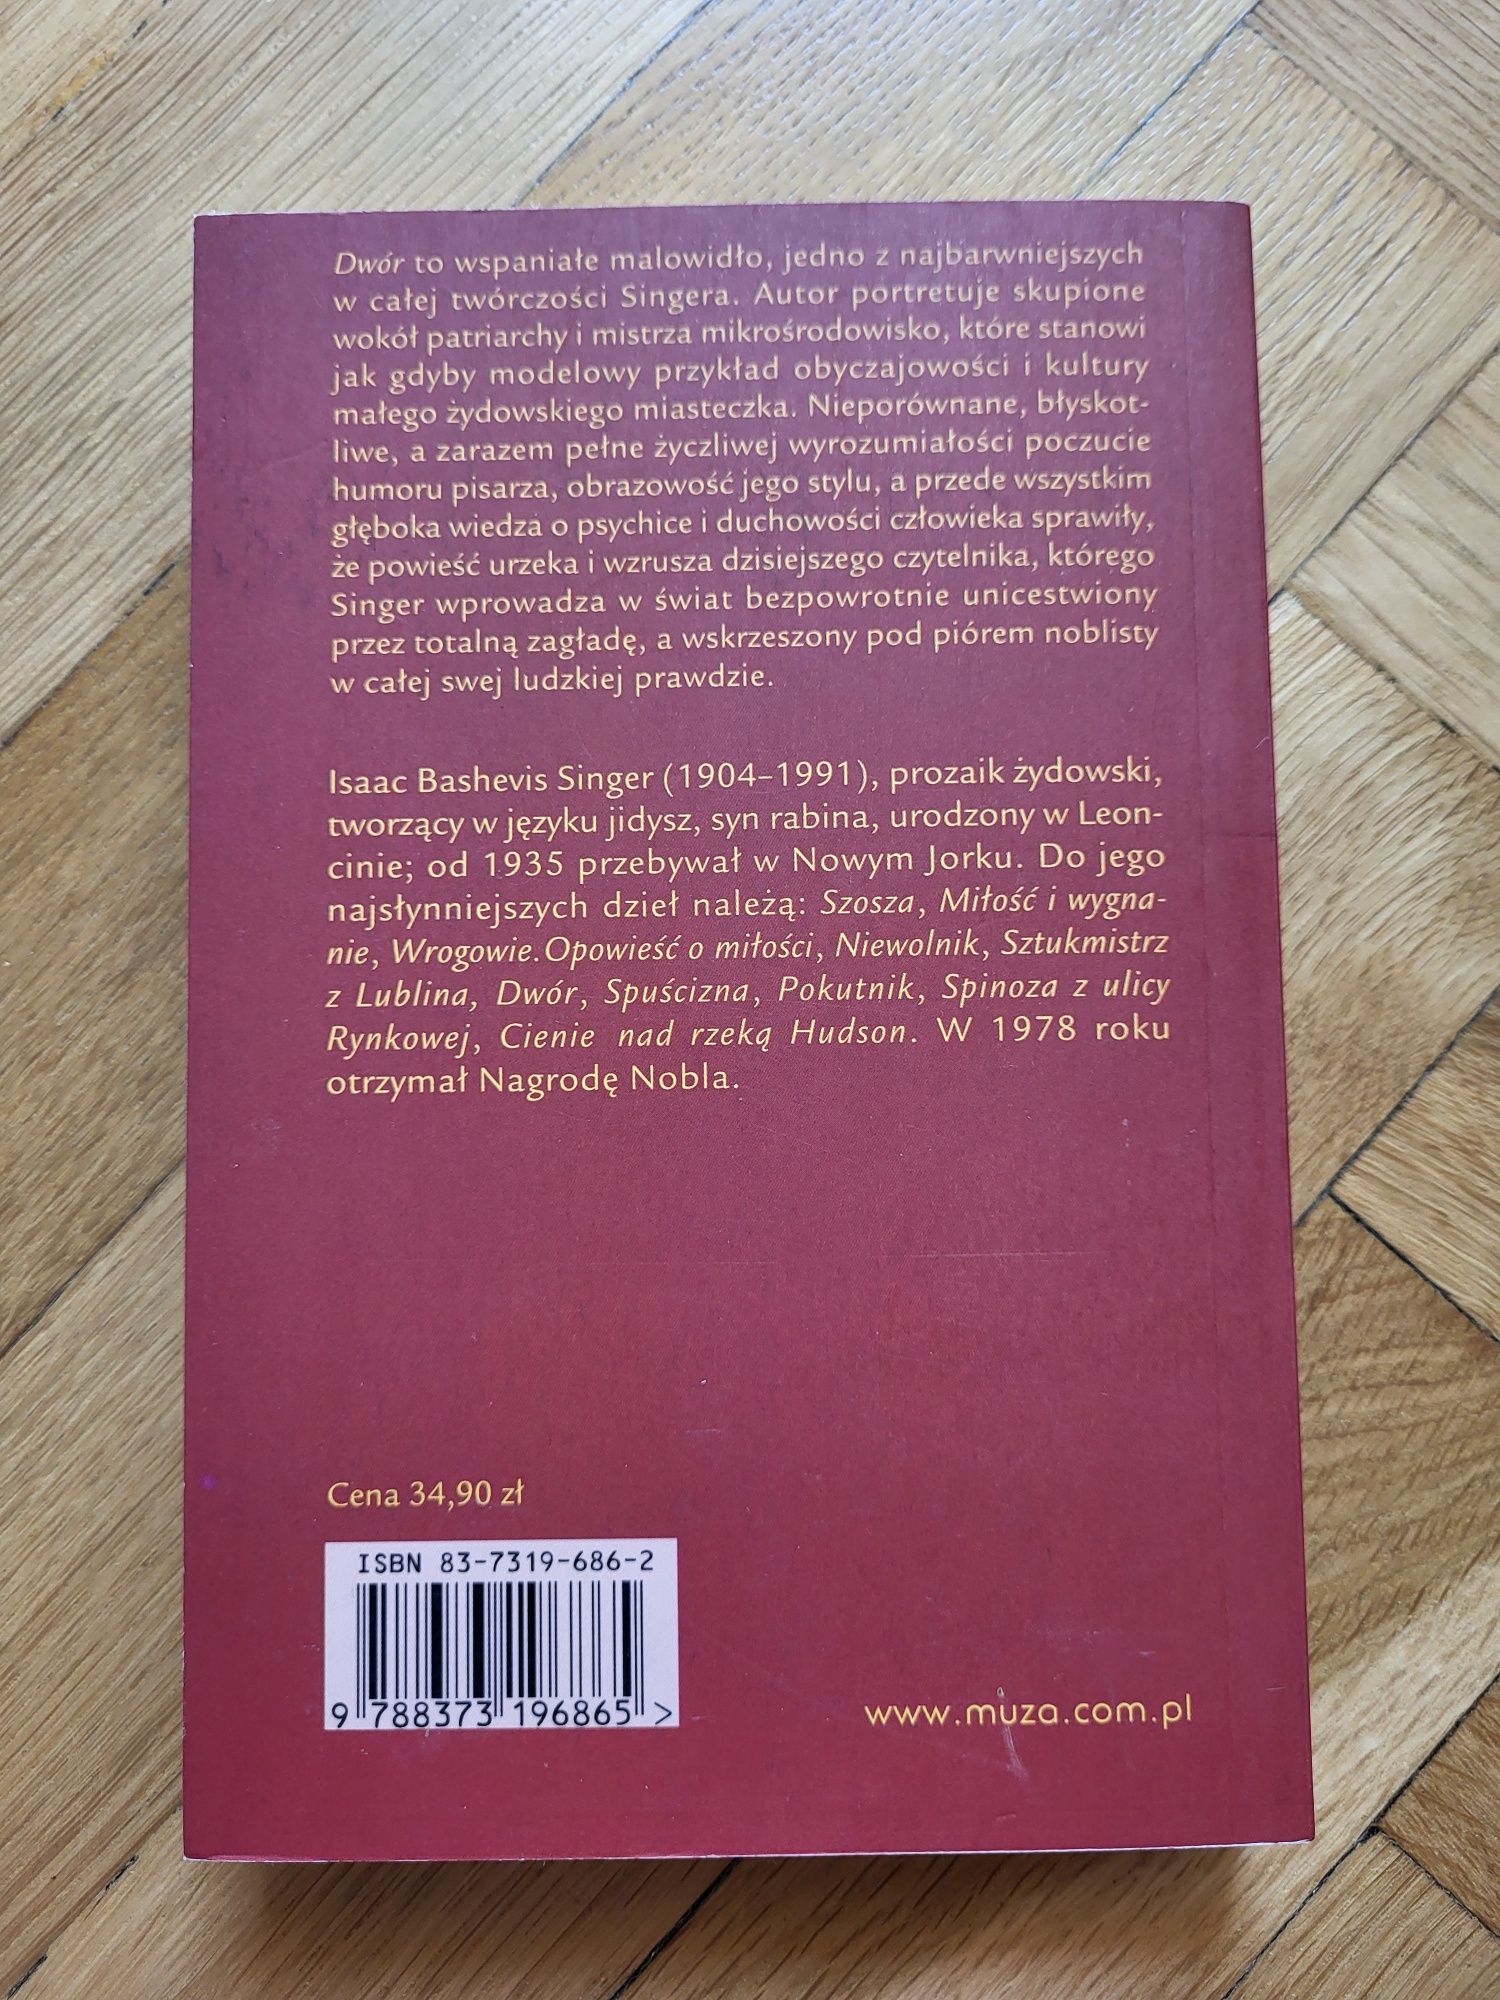 Dwór to wspaniałe malowidło, jedno z najbarwniejszych
w całej twórczości Singera. Autor portretuje skupione
wokół patriarchy i mistrza mikrośrodowisko, które stanowi
jak gdyby modelowy przykład obyczajowości i kultury
małego żydowskiego miasteczka. Nieporównane, błyskot-
liwe, a zarazem pełne życzliwej wyrozumiałości poczucie
humoru pisarza, obrazowość jego stylu, a przede wszystkim
głęboka wiedza o psychice i duchowości człowieka sprawiły,
że powieść urzeka i wzrusza dzisiejszego czytelnika, którego
Singer wprowadza w świat bezpowrotnie unicestwiony
przez totalną zagładę, a wskrzeszony pod piórem noblisty
w całej swej ludzkiej prawdzie.
Isaac Bashevis Singer (1904–1991), prozaik żydowski,
tworzący w języku jidysz, syn rabina, urodzony w Leon-
cinie; od 1935 przebywał w Nowym Jorku. Do jego
najsłynniejszych dzieł należą: Szosza, Miłość i wygna-
nie, Wrogowie.Opowieść o miłości, Niewolnik, Sztukmistrz
z Lublina, Dwór, Spuścizna, Pokutnik, Spinoza z ulicy
Rynkowej, Cienie nad rzeką Hudson. W 1978 roku
otrzymał Nagrodę Nobla.
Cena 34,90 zł
ISBN 83-7319-686-2
9 788373 196865 >
www.muza.com.pl